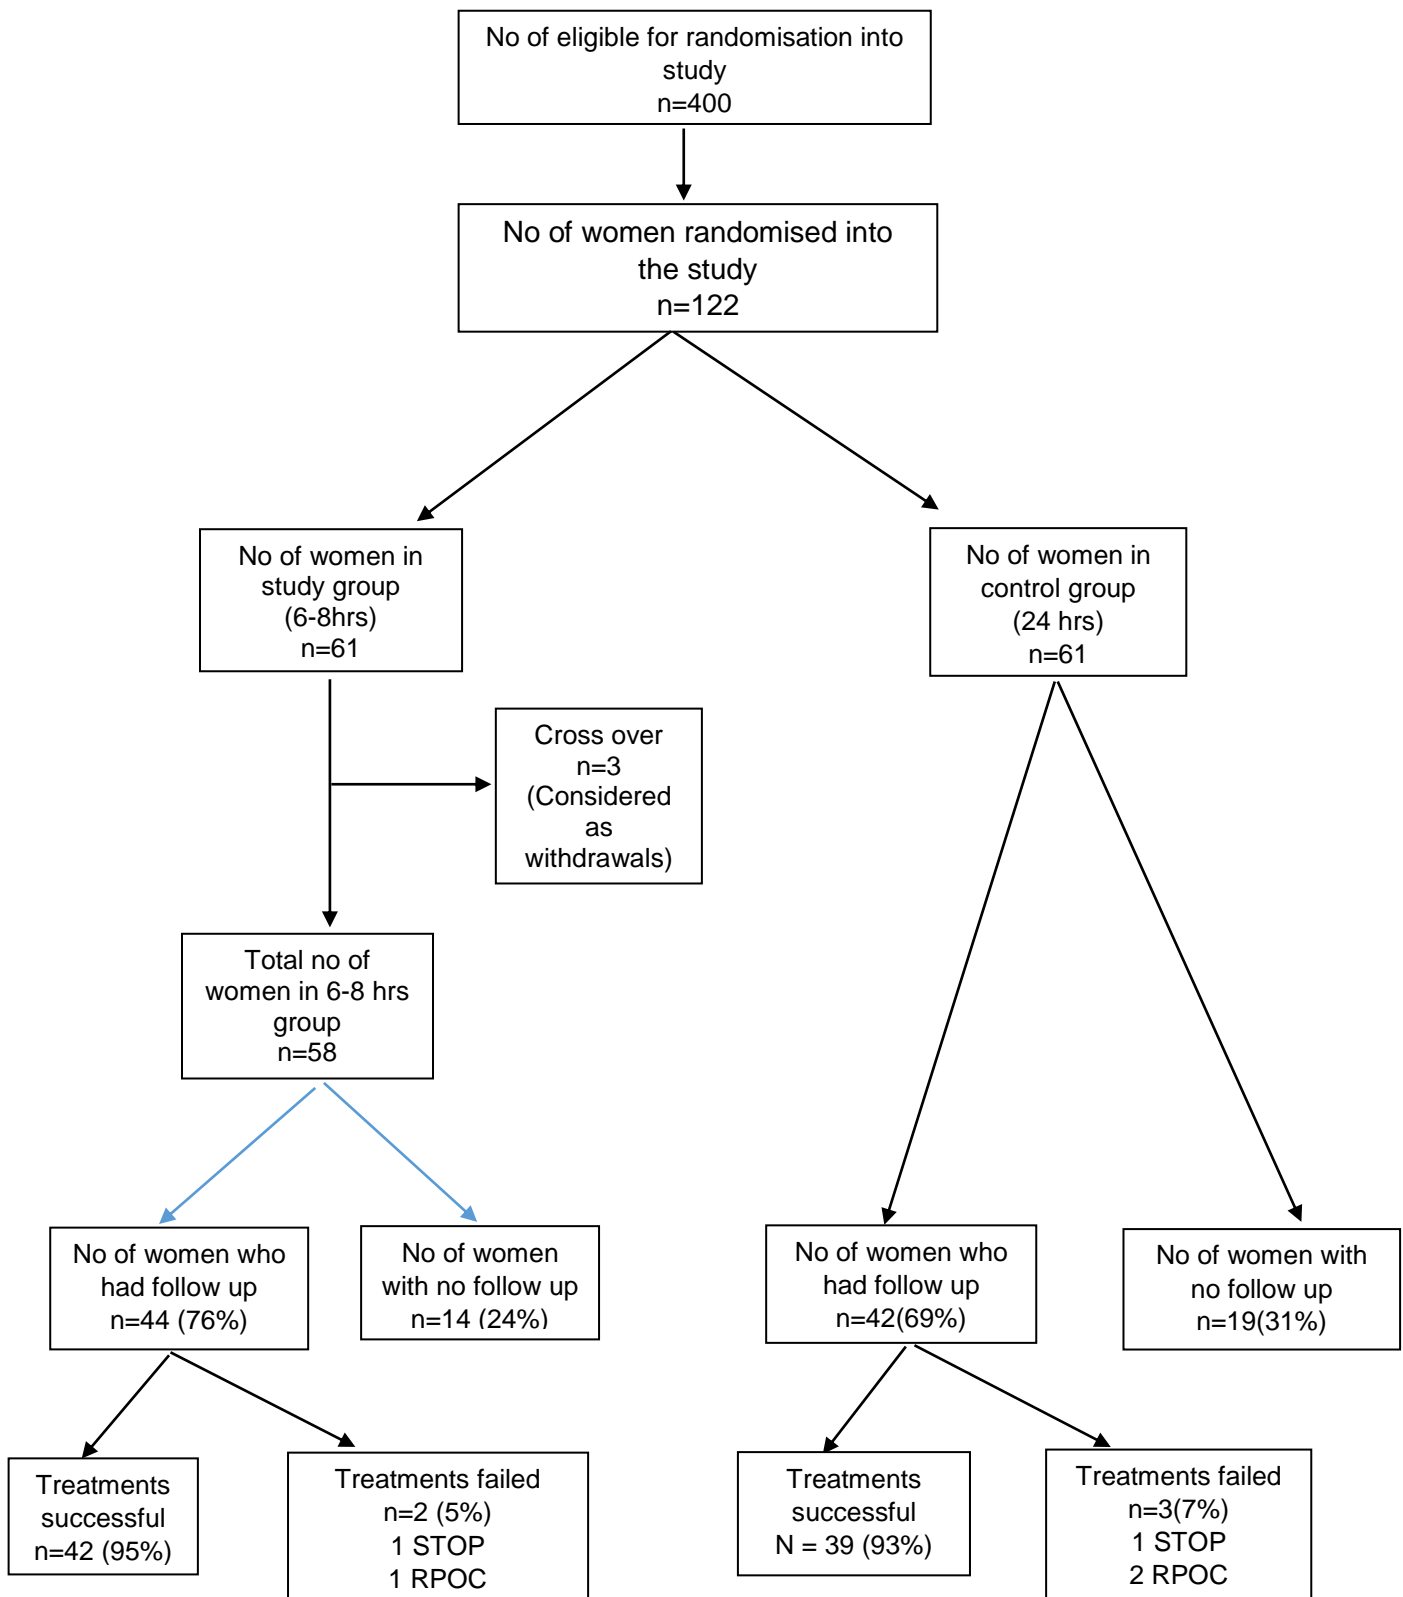 No of eligible for randomisation into
study
n=400
No of women randomised into
the study
n=122
No of women in
study group
(6-8hrs)
n=61
No of women in
control group
(24 hrs)
n=61
Cross over
n=3
(Considered
as
withdrawals)
Total no of
women in 6-8 hrs
group
n=58
No of women who
had follow up
n=44 (76%)
No of women
with no follow up
n=14 (24%)
No of women who
had follow up
n=42(69%)
No of women with
no follow up
n=19(31%)
Treatments
successful
n=42 (95%)
Treatments failed
n=2 (5%)
1 STOP
1 RPOC
Treatments
successful
N = 39 (93%)
Treatments failed
n=3(7%)
1 STOP
2 RPOC